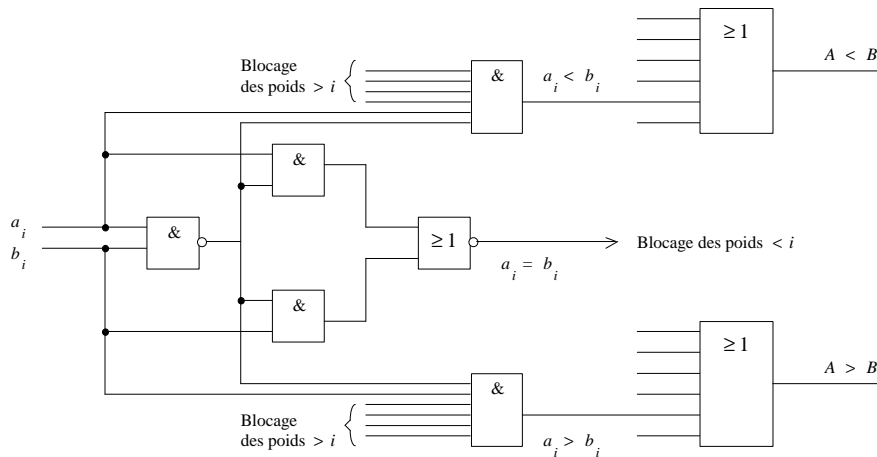 ≥ 1
A < B
Blocage
des poids > i
&
a_i < b_i
&
a_i
b_i
&
≥ 1
Blocage des poids < i
a_i = b_i
&
≥ 1
A > B
&
Blocage
des poids > i
a_i > b_i